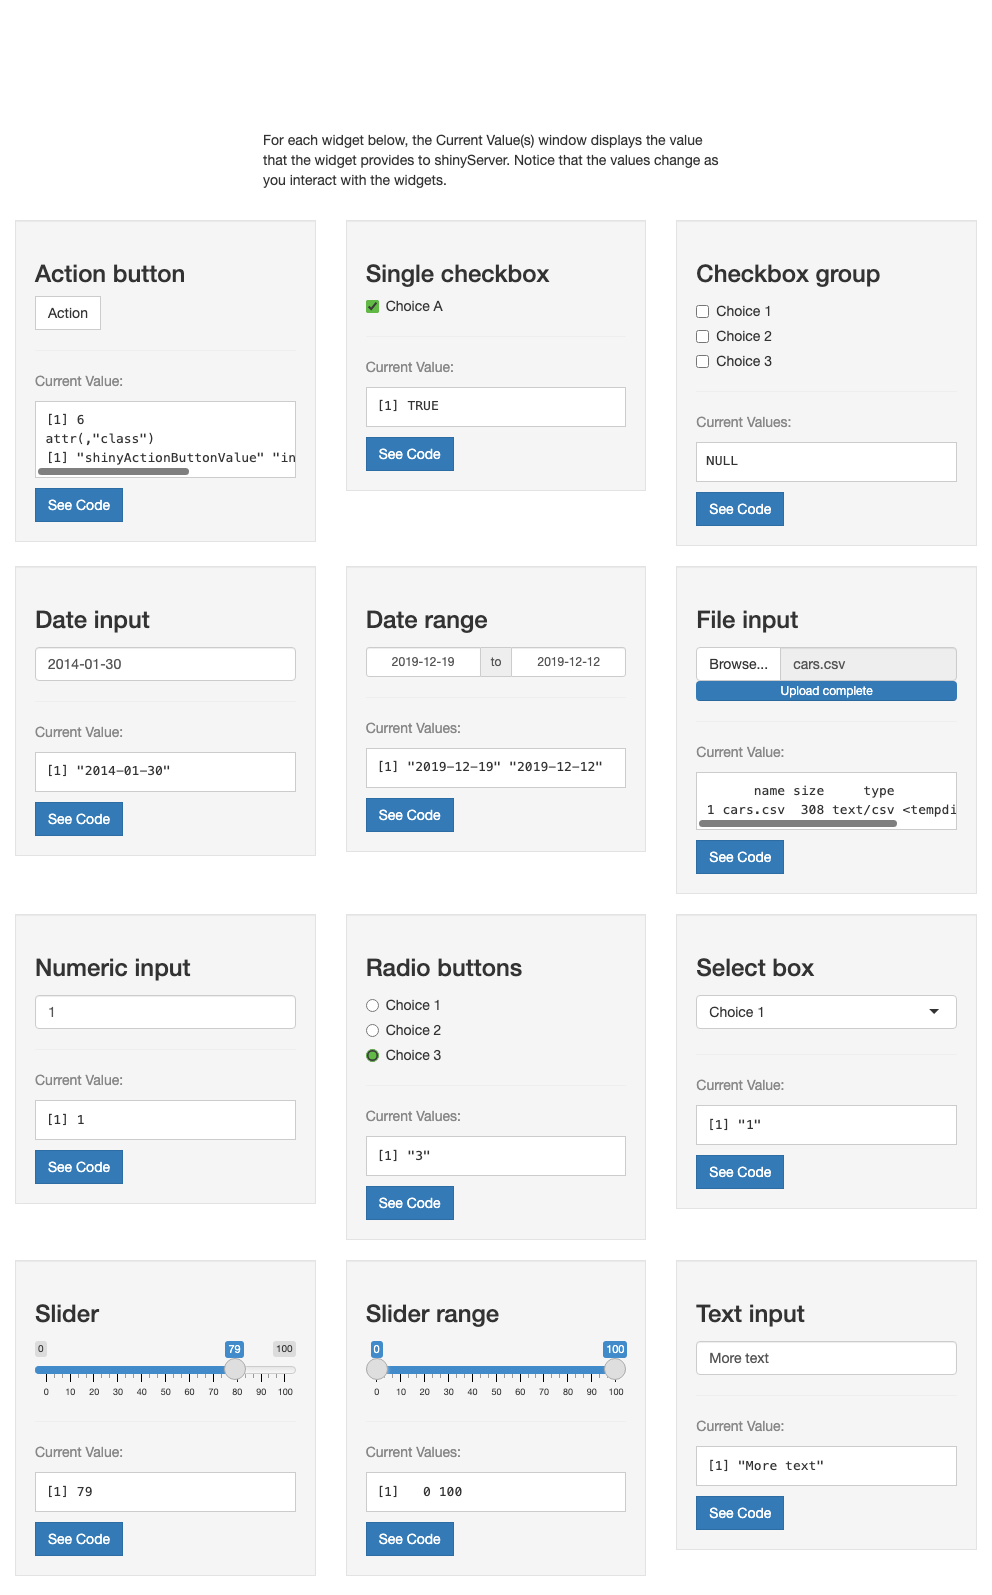 For each widget below, the Current Value(s) window displays the value
that the widget provides to shinyServer. Notice that the values change as
you interact with the widgets.
Action button
Action
Current Value:
[1] 6
attr(,"class")
[1] "shinyActionButtonValue" "in
See Code
Single checkbox
Choice A
Current Value:
[1] TRUE
See Code
Checkbox group
Choice 1
Choice 2
Choice 3
Current Values:
NULL
See Code
Date input
2014-01-30
Current Value:
[1] "2014-01-30"
See Code
Date range
2019-12-19 to 2019-12-12
Current Values:
[1] "2019-12-19" "2019-12-12"
See Code
File input
Browse... cars.csv
Upload complete
Current Value:
name size type
1 cars.csv 308 text/csv <tempdi
See Code
Numeric input
1
Current Value:
[1] 1
See Code
Radio buttons
Choice 1
Choice 2
Choice 3
Current Values:
[1] "3"
See Code
Select box
Choice 1
Current Value:
[1] "1"
See Code
Slider
0 79 100
0 10 20 30 40 50 60 70 80 90 100
Current Value:
[1] 79
See Code
Slider range
0 100
0 10 20 30 40 50 60 70 80 90 100
Current Values:
[1] 0 100
See Code
Text input
More text
Current Value:
[1] "More text"
See Code